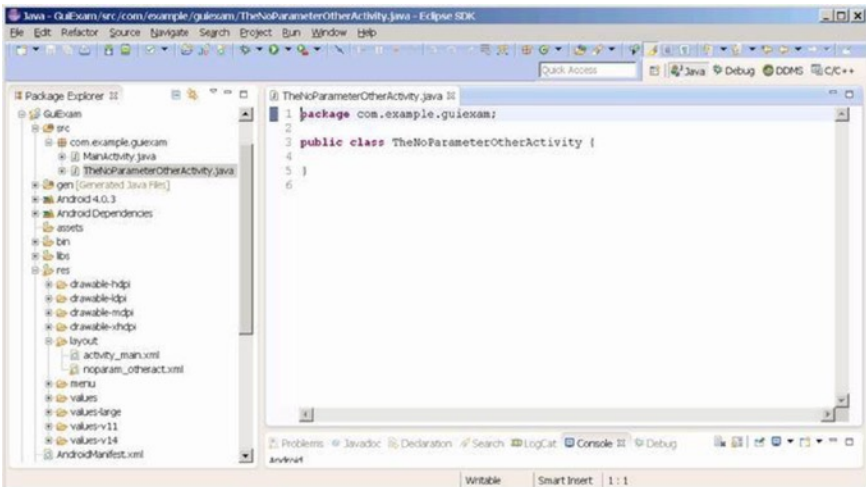 Java - GuiExam/src/com/example/guiexam/TheNoParameterOtherActivity.java - Eclipse SDK
File Edit Refactor Source Navigate Search Project Run Window Help
Quick Access
Java Debug DDMS C/C++
Package Explorer
GuiExam
src
com.example.guiexam
MainActivity.java
TheNoParameterOtherActivity.java
gen [Generated Java Files]
Android 4.0.3
Android Dependencies
assets
bin
libs
res
drawable-hdpi
drawable-ldpi
drawable-mdpi
drawable-xhdpi
layout
activity_main.xml
noparam_otheract.xml
menu
values
values-large
values-v11
values-v14
AndroidManifest.xml
TheNoParameterOtherActivity.java
1 package com.example.guiexam;
2
3 public class TheNoParameterOtherActivity {
4
5 }
6
Problems Javadoc Declaration Search LogCat Console Debug
Android
Writable Smart Insert 1 : 1